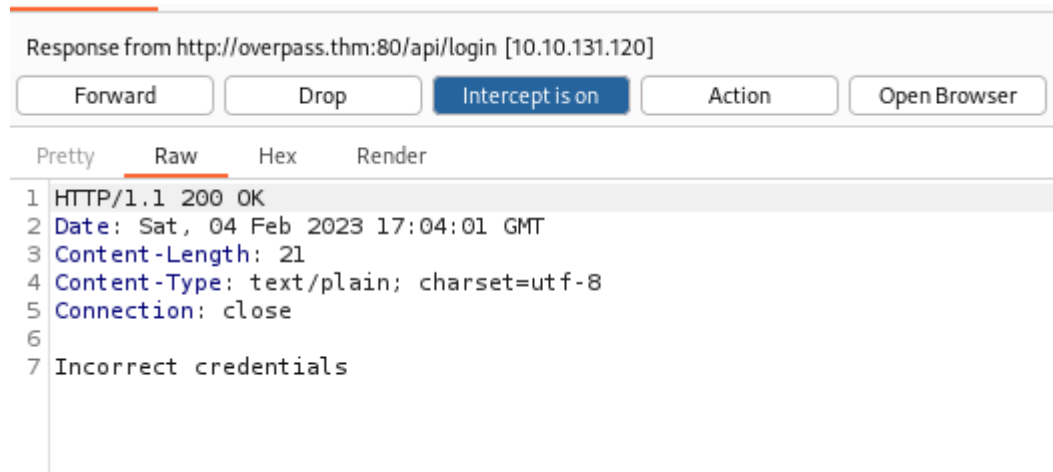 Response from http://overpass.thm:80/api/login [10.10.131.120]
Forward Drop Intercept is on Action Open Browser
Pretty Raw Hex Render
1 HTTP/1.1 200 OK
2 Date: Sat, 04 Feb 2023 17:04:01 GMT
3 Content-Length: 21
4 Content-Type: text/plain; charset=utf-8
5 Connection: close
6
7 Incorrect credentials